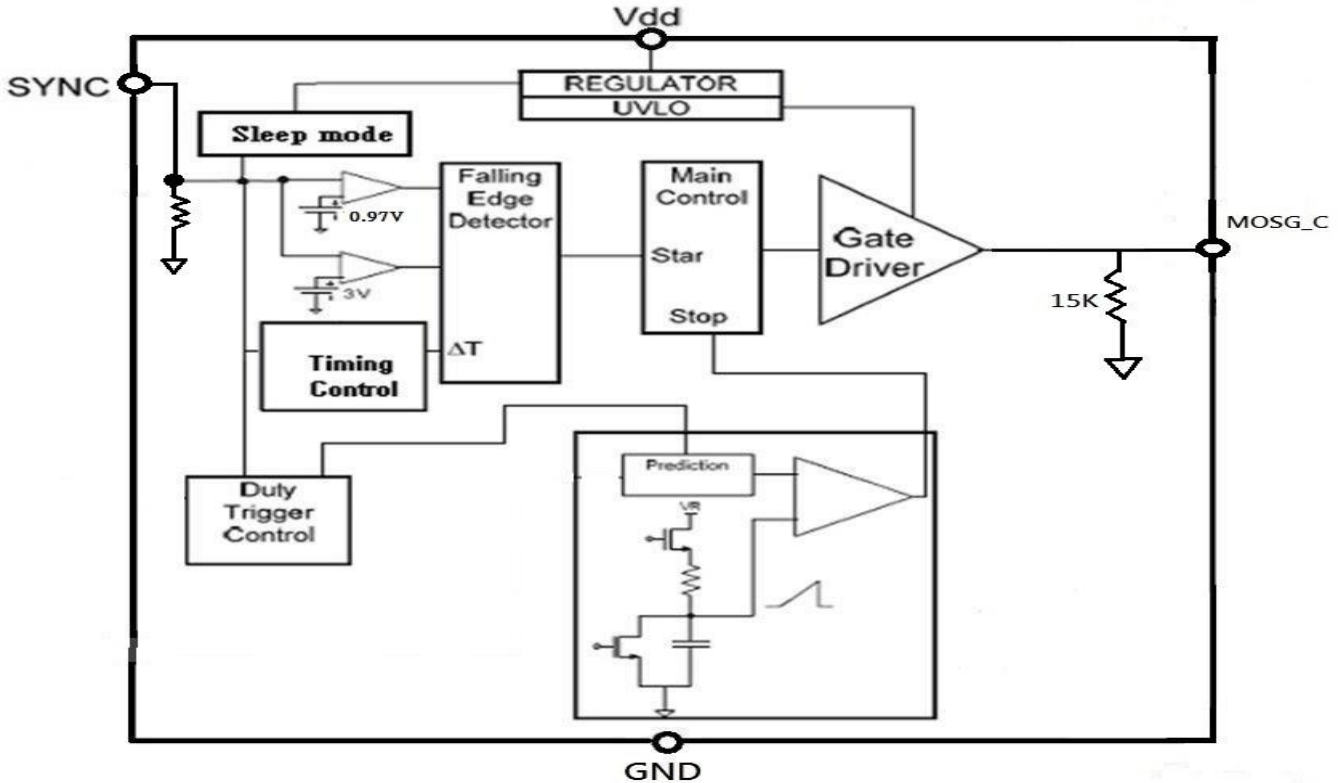 Vdd
SYNC
REGULATOR
UVLO
Sleep mode
Falling
Edge
Detector
0.97V
3V
ΔT
Main
Control
Star
Stop
Gate
Driver
MOSG_C
15K
Timing
Control
Duty
Trigger
Control
Prediction
VR
GND